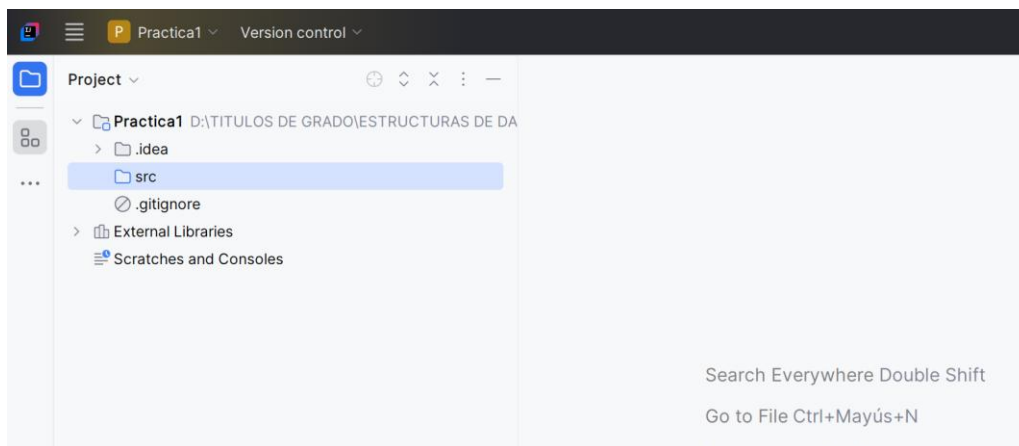 P Practica1 Version control
Project
Practica1 D:\TITULOS DE GRADO\ESTRUCTURAS DE DA
.idea
src
.gitignore
External Libraries
Scratches and Consoles
Search Everywhere Double Shift
Go to File Ctrl+Mayús+N